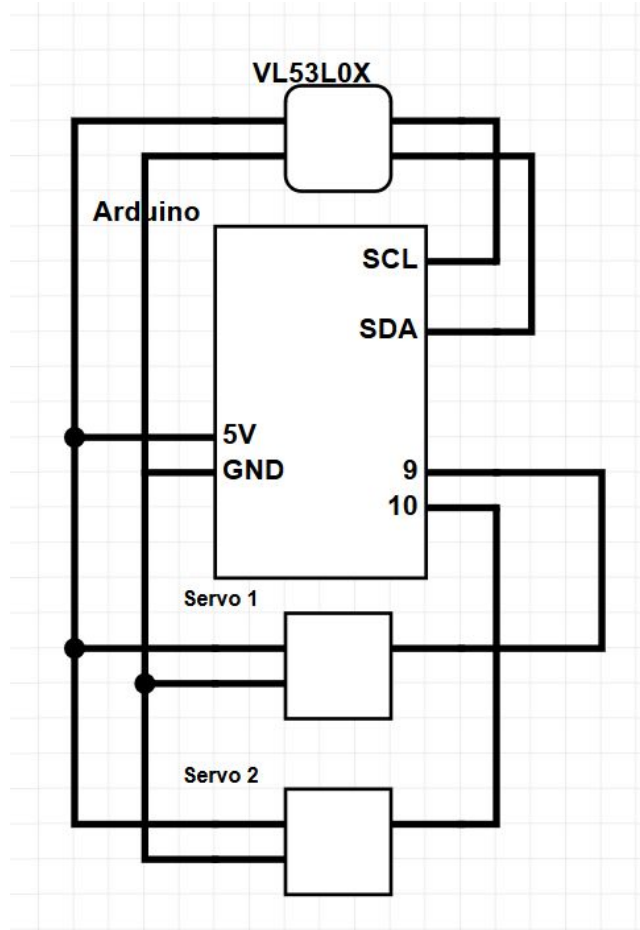 VL53L0X
Arduino
SCL
SDA
5V
GND
9
10
Servo 1
Servo 2